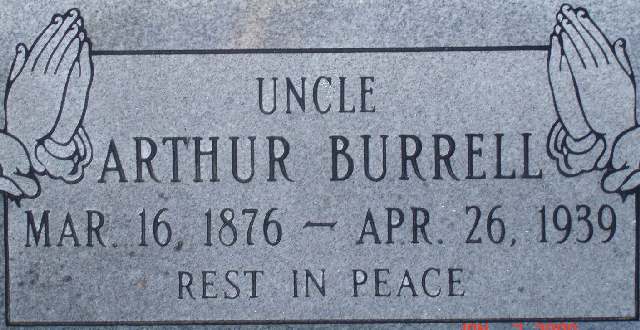 UNCLE
ARTHUR BURRELL
MAR. 16, 1876 — APR. 26, 1939
REST IN PEACE